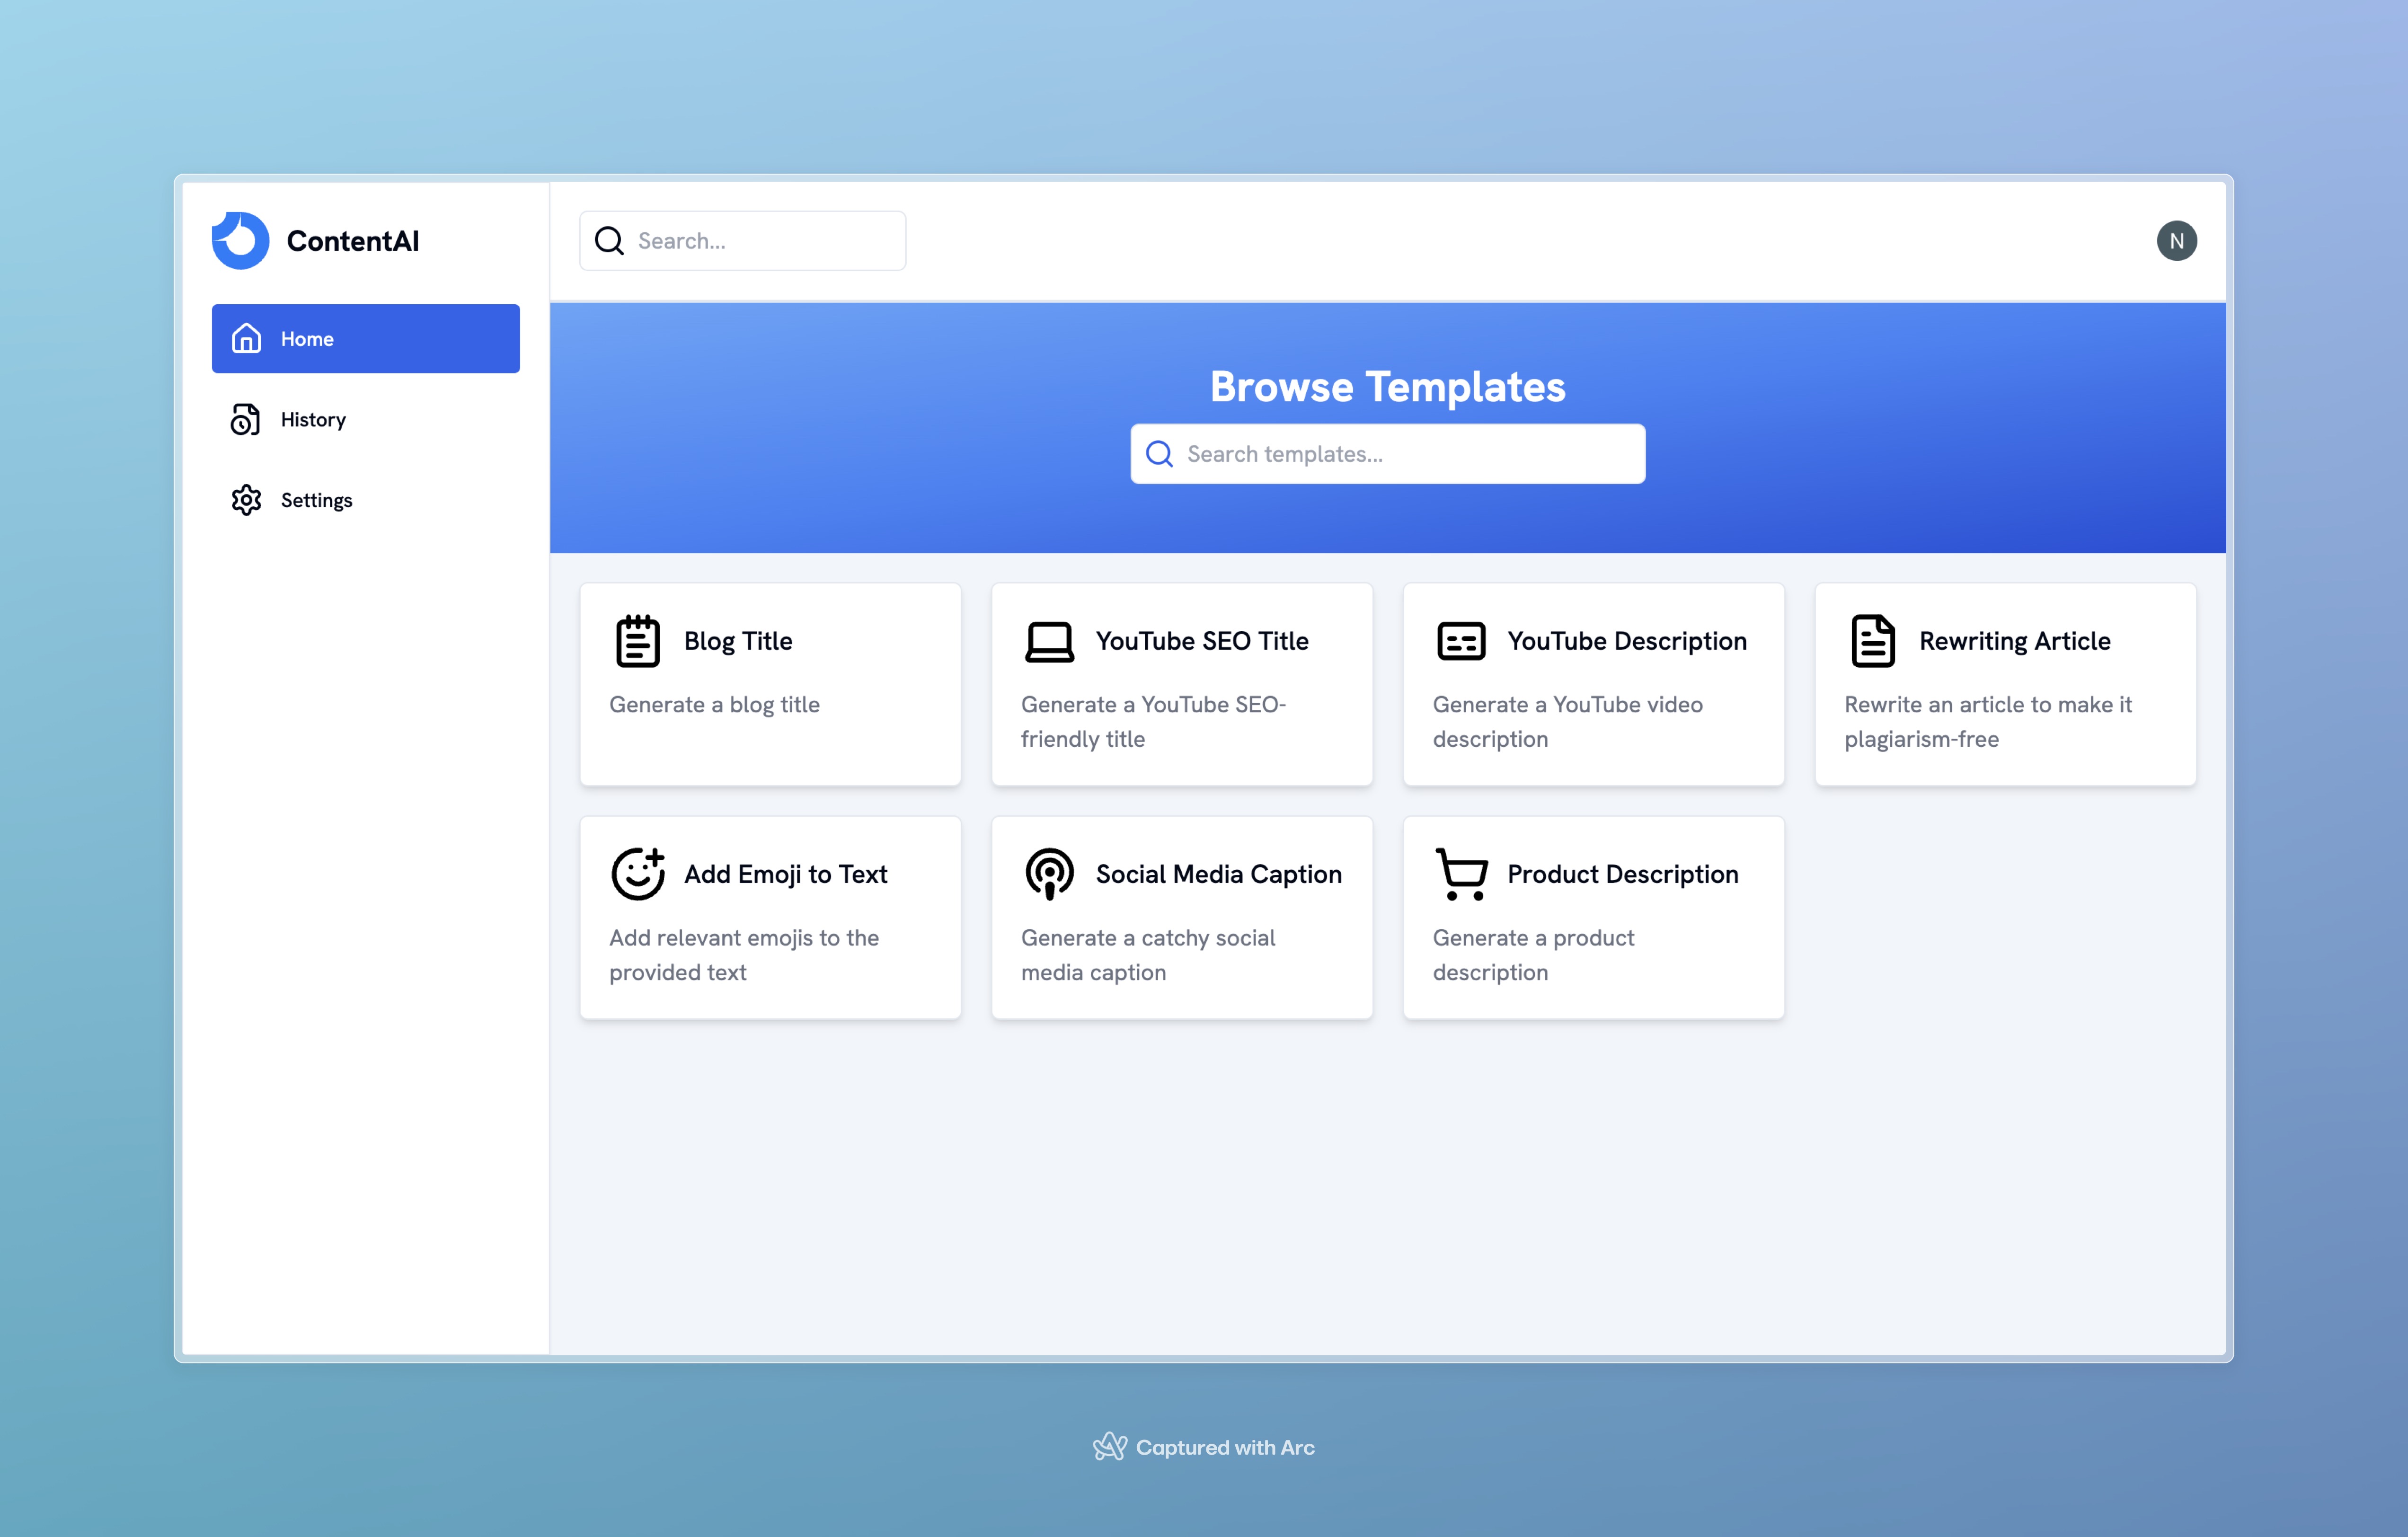 ContentAI
Search...
N
Home
History
Settings
Browse Templates
Search templates...
Blog Title
Generate a blog title
YouTube SEO Title
Generate a YouTube SEO-
friendly title
YouTube Description
Generate a YouTube video
description
Rewriting Article
Rewrite an article to make it
plagiarism-free
Add Emoji to Text
Add relevant emojis to the
provided text
Social Media Caption
Generate a catchy social
media caption
Product Description
Generate a product
description
Captured with Arc